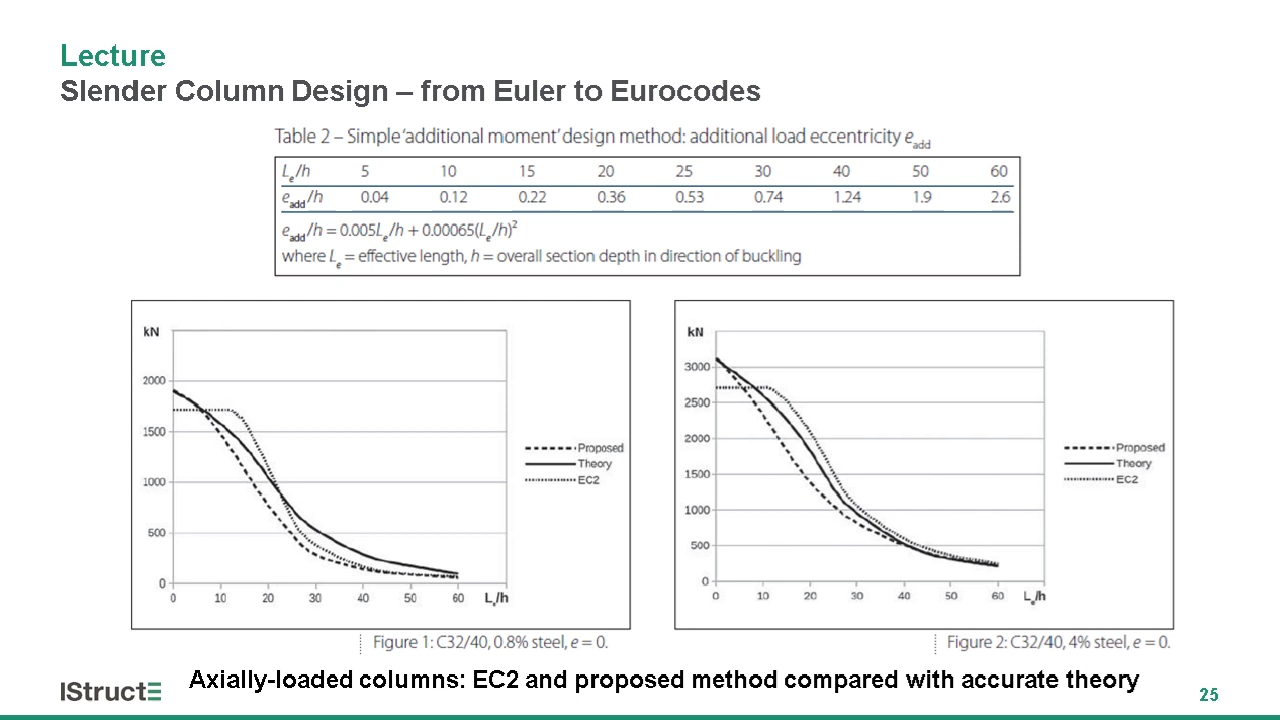 Lecture
Slender Column Design – from Euler to Eurocodes
Table 2 – Simple ‘additional moment’ design method: additional load eccentricity e_add
L_e/h 5 10 15 20 25 30 40 50 60
e_add/h 0.04 0.12 0.22 0.36 0.53 0.74 1.24 1.9 2.6
e_add/h = 0.005L_e/h + 0.00065(L_e/h)²
where L_e = effective length, h = overall section depth in direction of buckling
kN
2000
1500
1000
500
0
0 10 20 30 40 50 60 L_e/h
Proposed
Theory
EC2
Figure 1: C32/40, 0.8% steel, e = 0.
kN
3000
2500
2000
1500
1000
500
0
0 10 20 30 40 50 60 L_e/h
Proposed
Theory
EC2
Figure 2: C32/40, 4% steel, e = 0.
Axially-loaded columns: EC2 and proposed method compared with accurate theory
IStructE
25